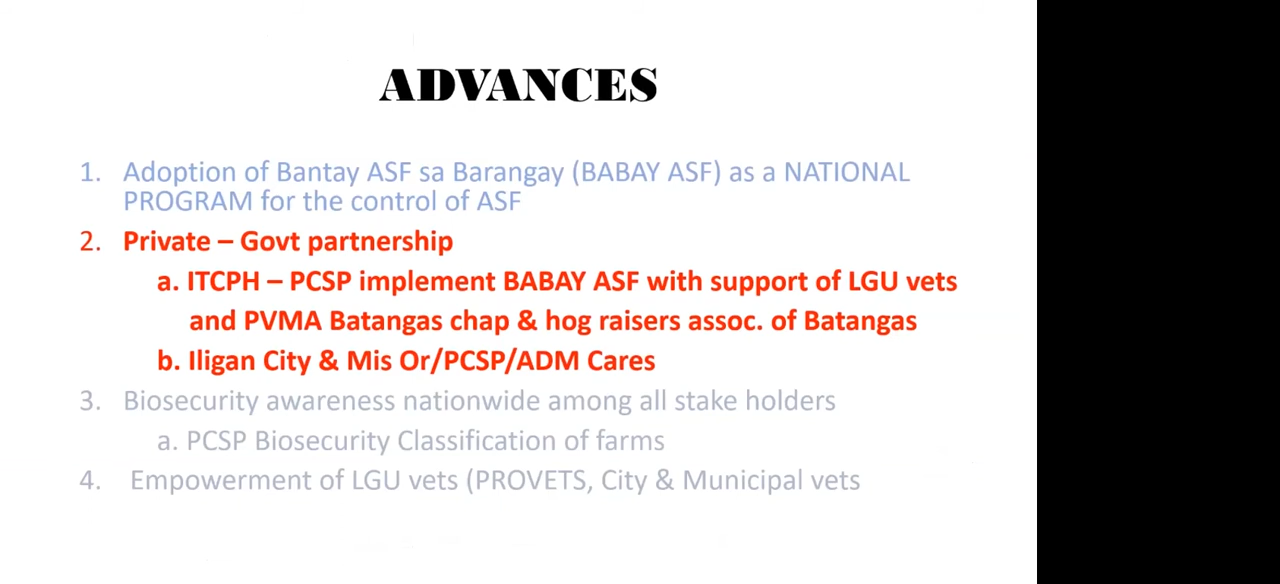 ADVANCES
1. Adoption of Bantay ASF sa Barangay (BABAY ASF) as a NATIONAL
PROGRAM for the control of ASF
2. Private – Govt partnership
a. ITCPH – PCSP implement BABAY ASF with support of LGU vets
and PVMA Batangas chap & hog raisers assoc. of Batangas
b. Iligan City & Mis Or/PCSP/ADM Cares
3. Biosecurity awareness nationwide among all stake holders
a. PCSP Biosecurity Classification of farms
4. Empowerment of LGU vets (PROVETS, City & Municipal vets